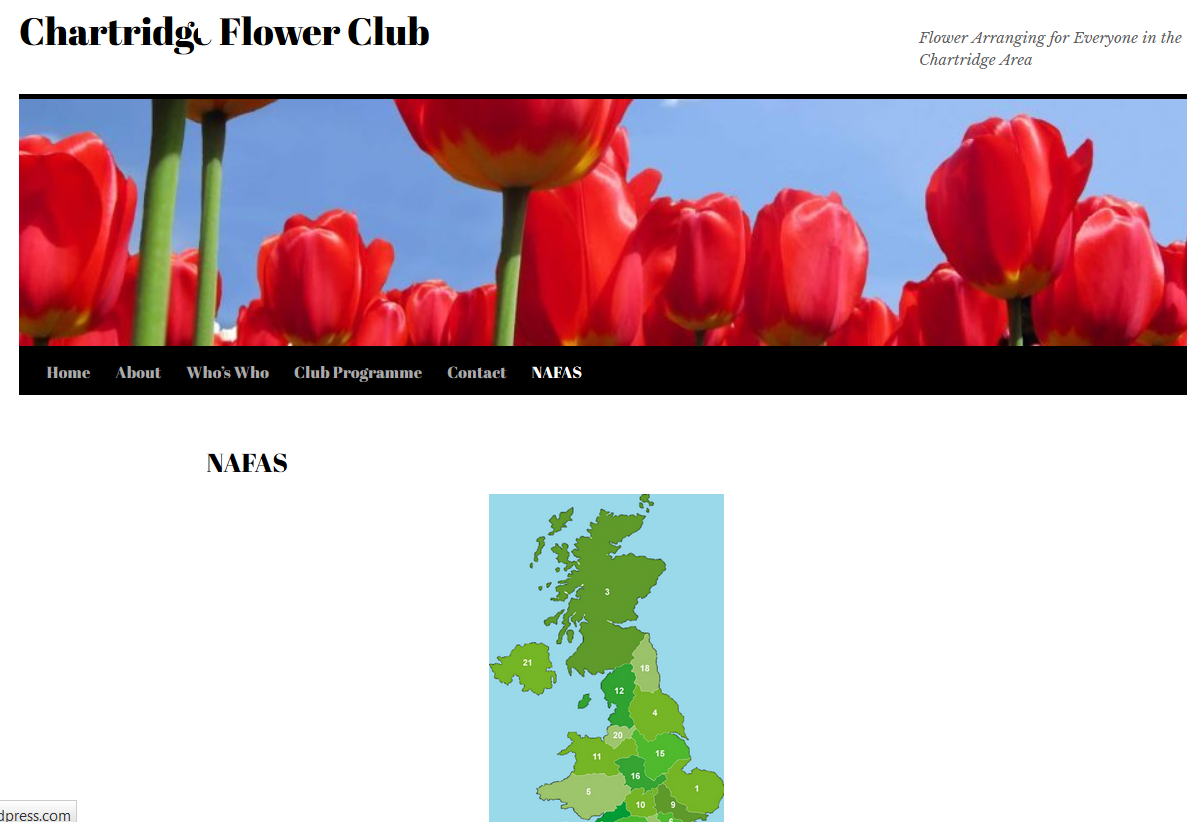 Chartridge Flower Club
Flower Arranging for Everyone in the
Chartridge Area
Home About Who's Who Club Programme Contact NAFAS
NAFAS
3
21
18
12
4
20
15
11
16
1
5
10
9
dpress.com